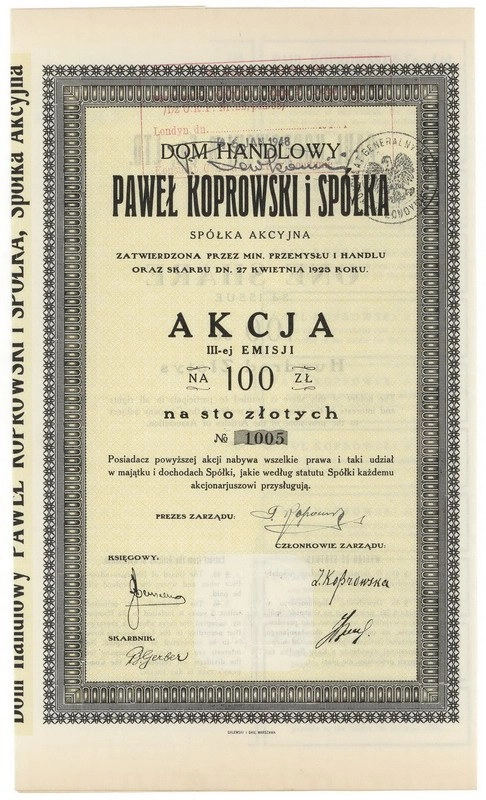 Londyn, dn.
DOM HANDLOWY
PAWEŁ KOPROWSKI i SPÓŁKA
SPÓŁKA AKCYJNA
ZATWIERDZONA PRZEZ MIN. PRZEMYSŁU I HANDLU
ORAZ SKARBU DN. 27 KWIETNIA 1923 ROKU.
AKCJA
III-ej EMISJI
NA 100 ZŁ
na sto złotych
№ 1005
Posiadacz powyższej akcji nabywa wszelkie prawa i taki udział
w majątku i dochodach Spółki, jakie według statutu Spółki każdemu
akcjonarjuszowi przysługują.
PREZES ZARZĄDU:
CZŁONKOWIE ZARZĄDU:
KSIĘGOWY:
J. Koprowska
SKARBNIK.
B Gerber
Dom Handlowy PAWEŁ KOPROWSKI i SPÓŁKA, Spółka Akcyjna